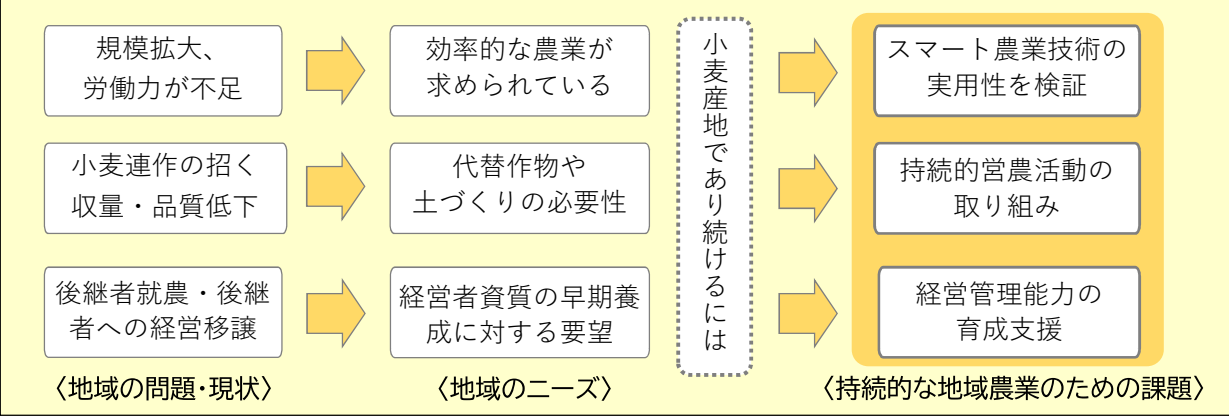 規模拡大、
労働力が不足
効率的な農業が
求められている
スマート農業技術の
実用性を検証
小麦連作の招く
収量・品質低下
代替作物や
土づくりの必要性
小麦産地であり続けるには
持続的営農活動の
取り組み
後継者就農・後継
者への経営移譲
経営者資質の早期養
成に対する要望
経営管理能力の
育成支援
〈地域の問題・現状〉
〈地域のニーズ〉
〈持続的な地域農業のための課題〉